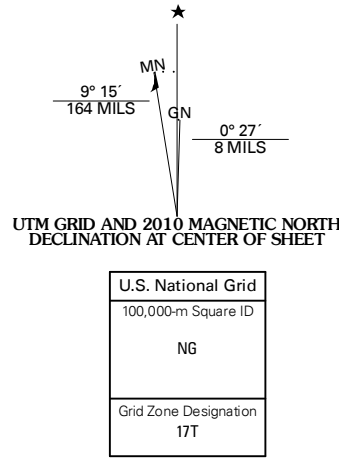 ★
MN
GN
9° 15´
164 MILS
0° 27´
8 MILS
UTM GRID AND 2010 MAGNETIC NORTH
DECLINATION AT CENTER OF SHEET
U.S. National Grid
100,000-m Square ID
NG
Grid Zone Designation
17T